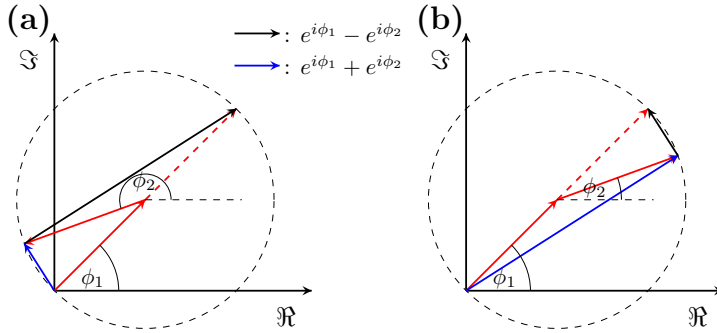 (a)
(b)
: e^{iϕ₁} − e^{iϕ₂}
: e^{iϕ₁} + e^{iϕ₂}
ℑ
ℑ
ϕ₂
ϕ₂
ϕ₁
ϕ₁
ℜ
ℜ